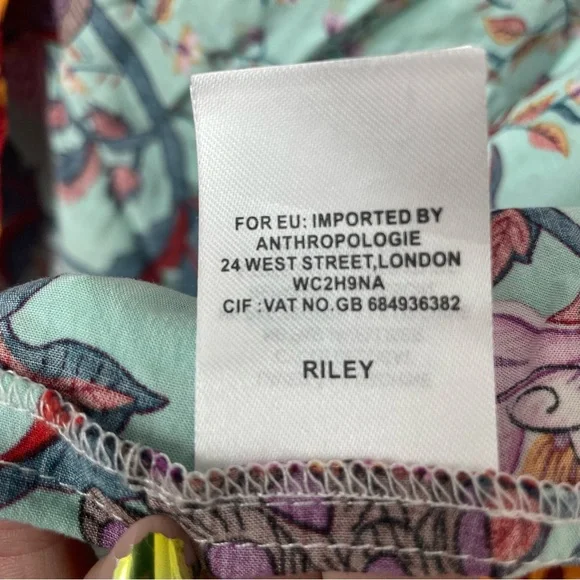 FOR EU: IMPORTED BY
ANTHROPOLOGIE
24 WEST STREET,LONDON
WC2H9NA
CIF :VAT NO.GB 684936382
RILEY